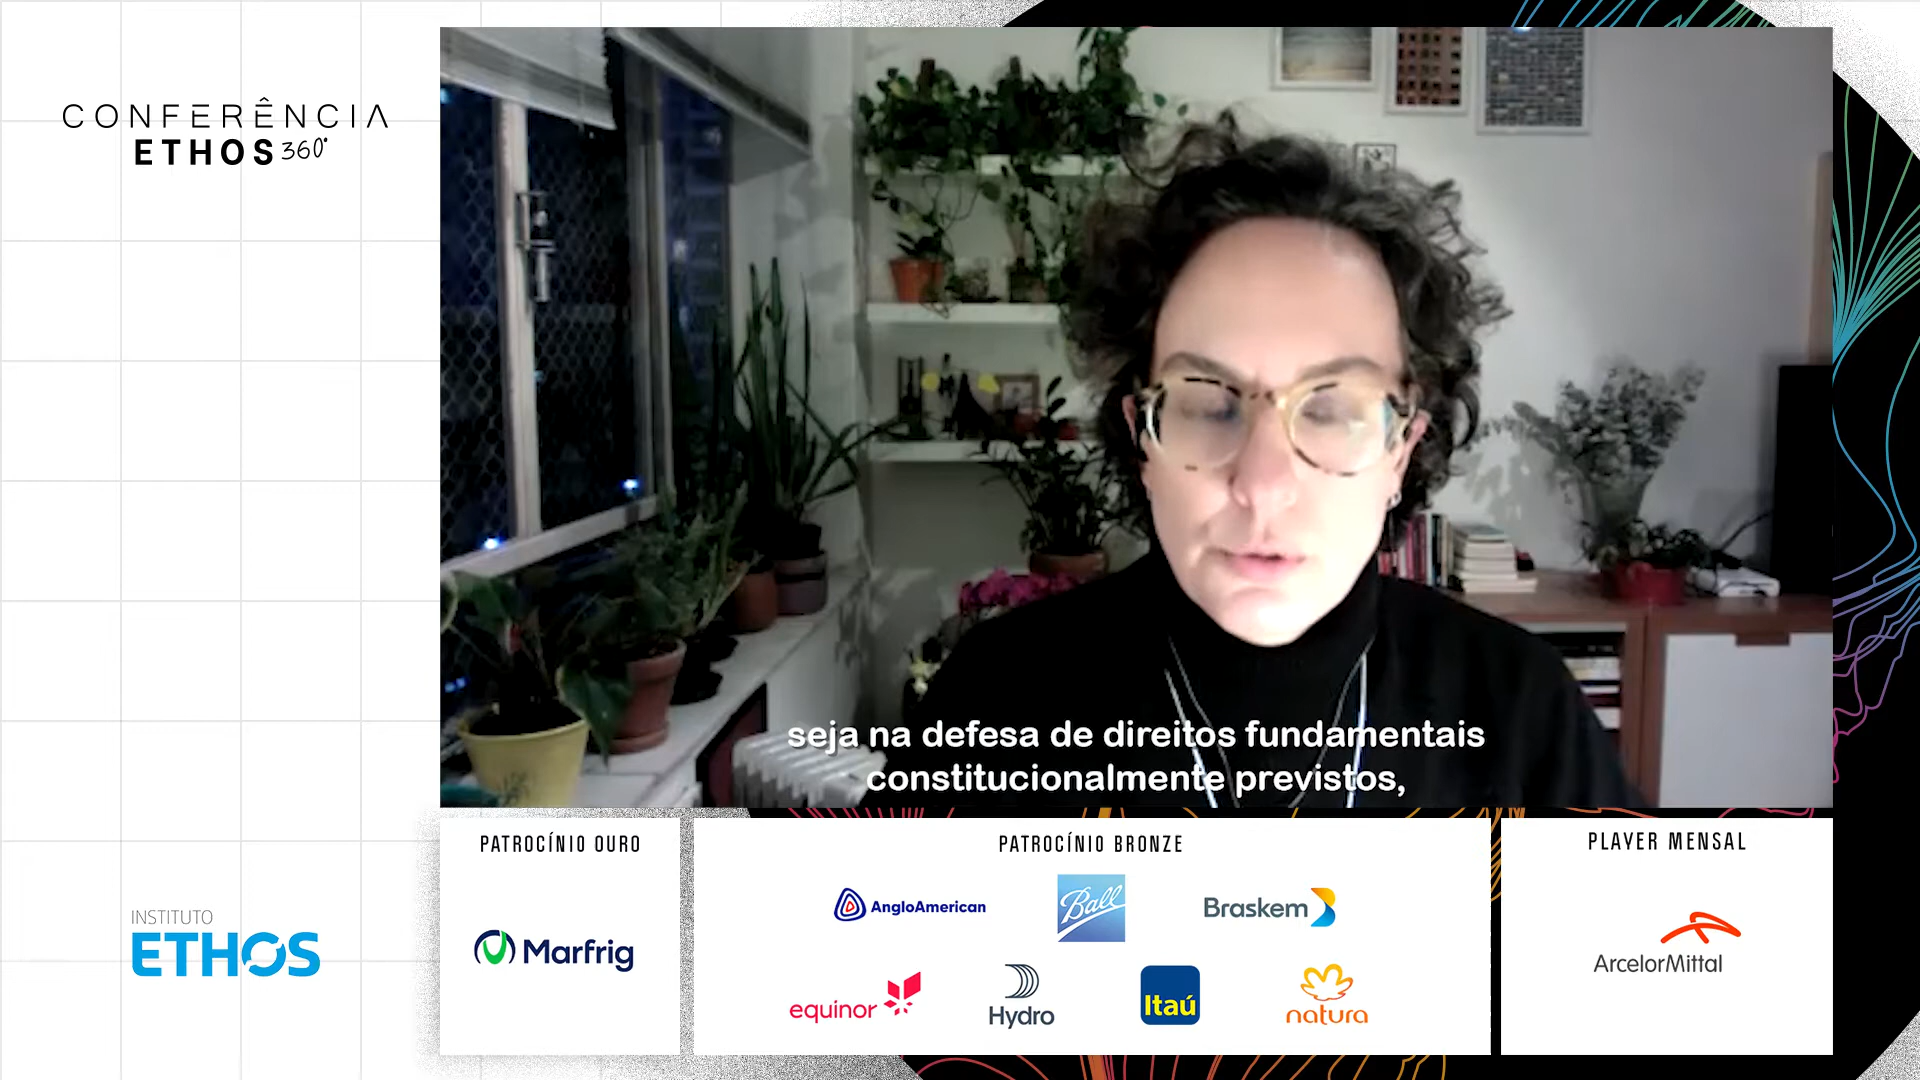 CONFERÊNCIA
ETHOS 360°
seja na defesa de direitos fundamentais
constitucionalmente previstos,
INSTITUTO
ETHOS
PATROCÍNIO OURO
Marfrig
PATROCÍNIO BRONZE
AngloAmerican
Ball
Braskem
equinor
Hydro
Itaú
natura
PLAYER MENSAL
ArcelorMittal